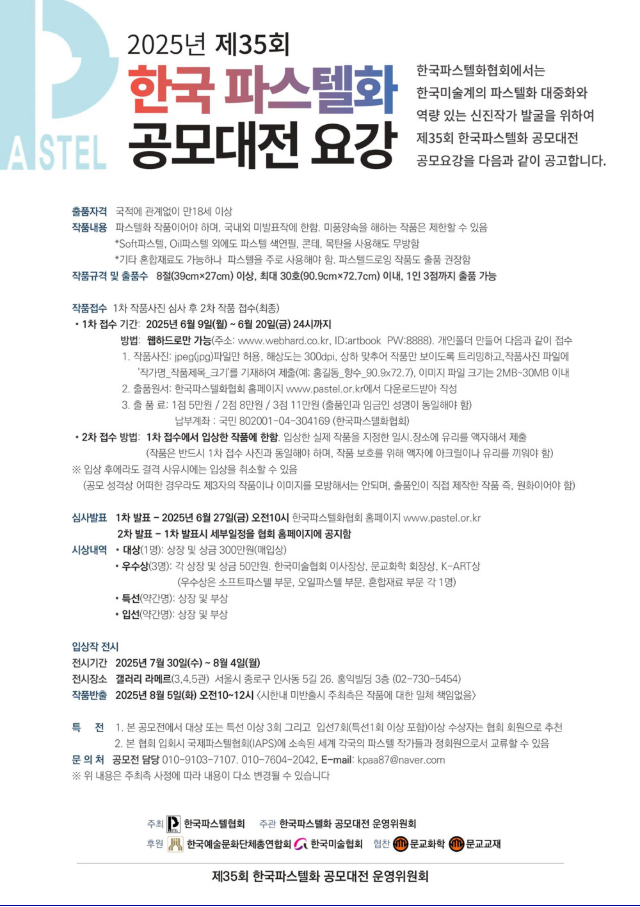 PASTEL
2025년 제35회
한국 파스텔화
공모대전 요강
한국파스텔화협회에서는
한국미술계의 파스텔화 대중화와
역량 있는 신진작가 발굴을 위하여
제35회 한국파스텔화 공모대전
공모요강을 다음과 같이 공고합니다.
출품자격 국적에 관계없이 만18세 이상
작품내용 파스텔화 작품이어야 하며, 국내외 미발표작에 한함. 미풍양속을 해하는 작품은 제한할 수 있음
*Soft파스텔, Oil파스텔 외에도 파스텔 색연필, 콘테, 목탄을 사용해도 무방함
*기타 혼합재료도 가능하나 파스텔을 주로 사용해야 함. 파스텔드로잉 작품도 출품 권장함
작품규격 및 출품수 8절(39cm×27cm) 이상, 최대 30호(90.9cm×72.7cm) 이내, 1인 3점까지 출품 가능
작품접수 1차 작품사진 심사 후 2차 작품 접수(최종)
• 1차 접수 기간: 2025년 6월 9일(월) ~ 6월 20일(금) 24시까지
방법: 웹하드로만 가능(주소: www.webhard.co.kr, ID;artbook PW:8888). 개인폴더 만들어 다음과 같이 접수
1. 작품사진: jpeg(jpg)파일만 허용, 해상도는 300dpi, 상하 맞추어 작품만 보이도록 트리밍하고,작품사진 파일에
'작가명_작품제목_크기'를 기재하여 제출(예; 홍길동_향수_90.9x72.7), 이미지 파일 크기는 2MB~30MB 이내
2. 출품원서: 한국파스텔화협회 홈페이지 www.pastel.or.kr에서 다운로드받아 작성
3. 출 품 료: 1점 5만원 / 2점 8만원 / 3점 11만원 (출품인과 입금인 성명이 동일해야 함)
납부계좌 : 국민 802001-04-304169 (한국파스텔화협회)
• 2차 접수 방법: 1차 접수에서 입상한 작품에 한함. 입상한 실제 작품을 지정한 일시.장소에 유리를 액자해서 제출
(작품은 반드시 1차 접수 사진과 동일해야 하며, 작품 보호를 위해 액자에 아크릴이나 유리를 끼워야 함)
※ 입상 후에라도 결격 사유시에는 입상을 취소할 수 있음
(공모 성격상 어떠한 경우라도 제3자의 작품이나 이미지를 모방해서는 안되며, 출품인이 직접 제작한 작품 즉, 원화이어야 함)
심사발표 1차 발표 - 2025년 6월 27일(금) 오전10시 한국파스텔화협회 홈페이지 www.pastel.or.kr
2차 발표 - 1차 발표시 세부일정을 협회 홈페이지에 공지함
시상내역 • 대상(1명): 상장 및 상금 300만원(매입상)
• 우수상(3명): 각 상장 및 상금 50만원. 한국미술협회 이사장상, 문교화학 회장상, K-ART상
(우수상은 소프트파스텔 부문, 오일파스텔 부문, 혼합재료 부문 각 1명)
• 특선(약간명): 상장 및 부상
• 입선(약간명): 상장 및 부상
입상작 전시
전시기간 2025년 7월 30일(수) ~ 8월 4일(월)
전시장소 갤러리 라메르(3,4,5관) 서울시 종로구 인사동 5길 26. 홍익빌딩 3층 (02-730-5454)
작품반출 2025년 8월 5일(화) 오전10~12시 <시한내 미반출시 주최측은 작품에 대한 일체 책임없음>
특 전 1. 본 공모전에서 대상 또는 특선 이상 3회 그리고 입선7회(특선1회 이상 포함)이상 수상자는 협회 회원으로 추천
2. 본 협회 입회시 국제파스텔협회(IAPS)에 소속된 세계 각국의 파스텔 작가들과 정회원으로서 교류할 수 있음
문 의 처 공모전 담당 010-9103-7107. 010-7604-2042, E-mail: kpaa87@naver.com
※ 위 내용은 주최측 사정에 따라 내용이 다소 변경될 수 있습니다
주최 한국파스텔협회 주관 한국파스텔화 공모대전 운영위원회
후원 한국예술문화단체총연합회 한국미술협회 협찬 문교화학 문교교재
제35회 한국파스텔화 공모대전 운영위원회